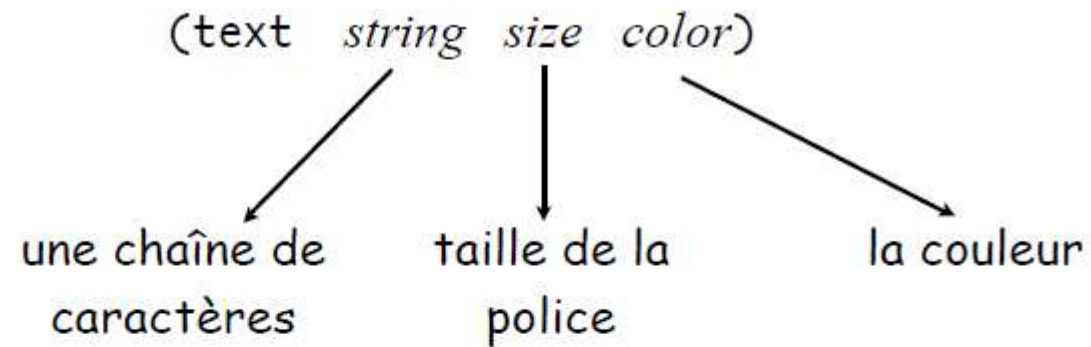 (text string size color)
une chaîne de taille de la la couleur
caractères police